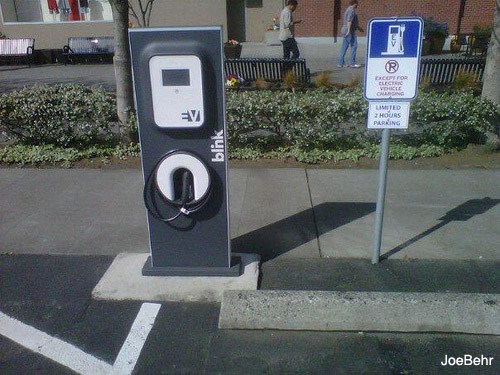 EV
blink
P
EXCEPT FOR
ELECTRIC
VEHICLE
CHARGING
LIMITED
2 HOURS
PARKING
JoeBehr